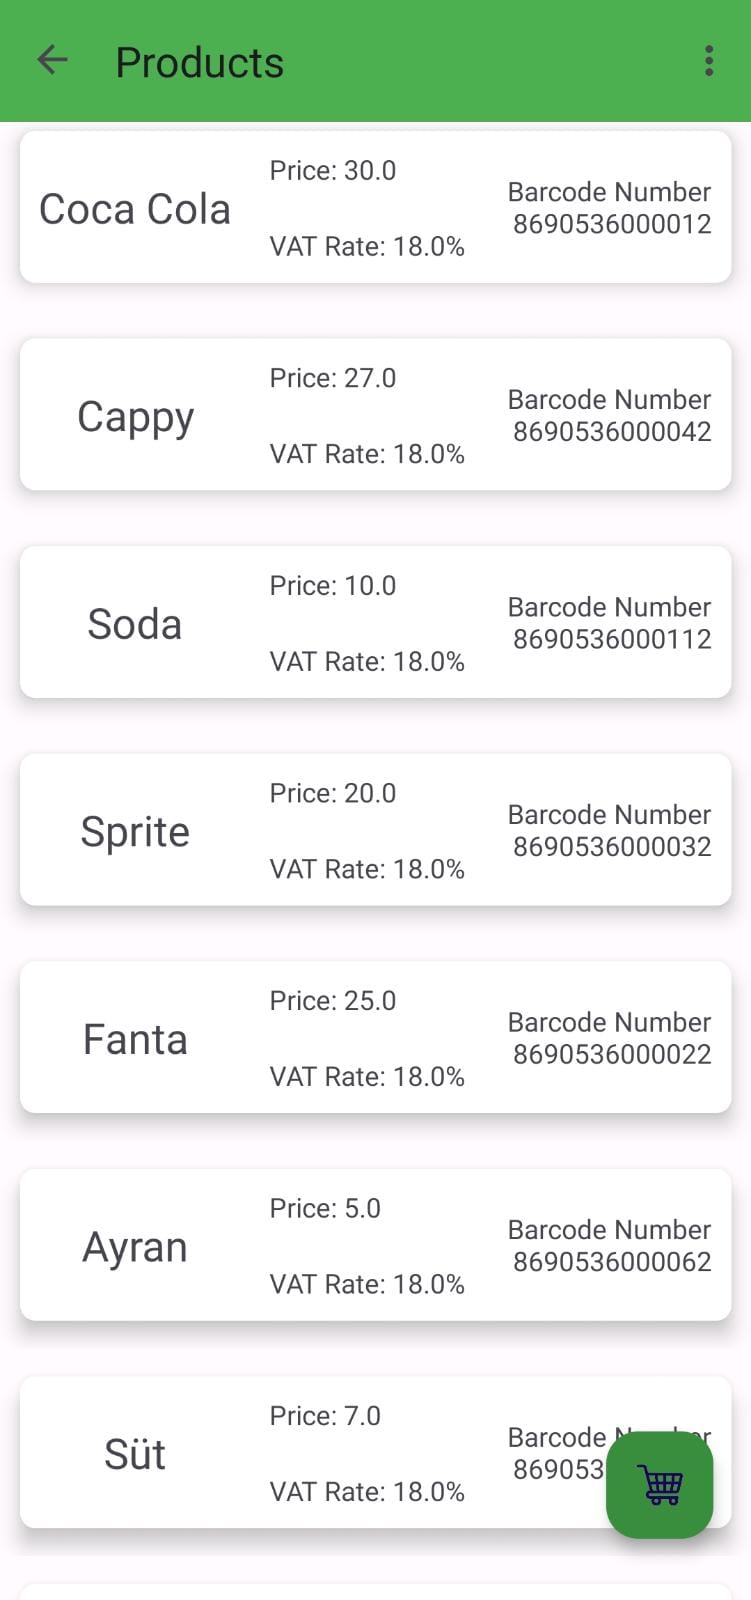 Products
Coca Cola
Price: 30.0
VAT Rate: 18.0%
Barcode Number
8690536000012
Cappy
Price: 27.0
VAT Rate: 18.0%
Barcode Number
8690536000042
Soda
Price: 10.0
VAT Rate: 18.0%
Barcode Number
8690536000112
Sprite
Price: 20.0
VAT Rate: 18.0%
Barcode Number
8690536000032
Fanta
Price: 25.0
VAT Rate: 18.0%
Barcode Number
8690536000022
Ayran
Price: 5.0
VAT Rate: 18.0%
Barcode Number
8690536000062
Süt
Price: 7.0
VAT Rate: 18.0%
Barcode